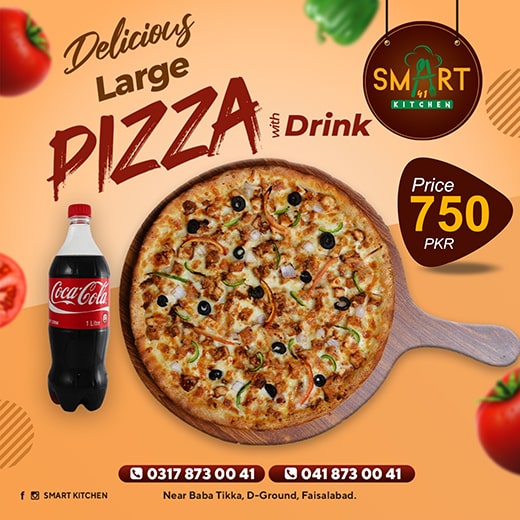 Delicious
Large
PIZZA
with Drink
SMART
41
KITCHEN
Price
750
PKR
Coca-Cola
1 Litre
0317 873 00 41
041 873 00 41
SMART KITCHEN
Near Baba Tikka, D-Ground, Faisalabad.